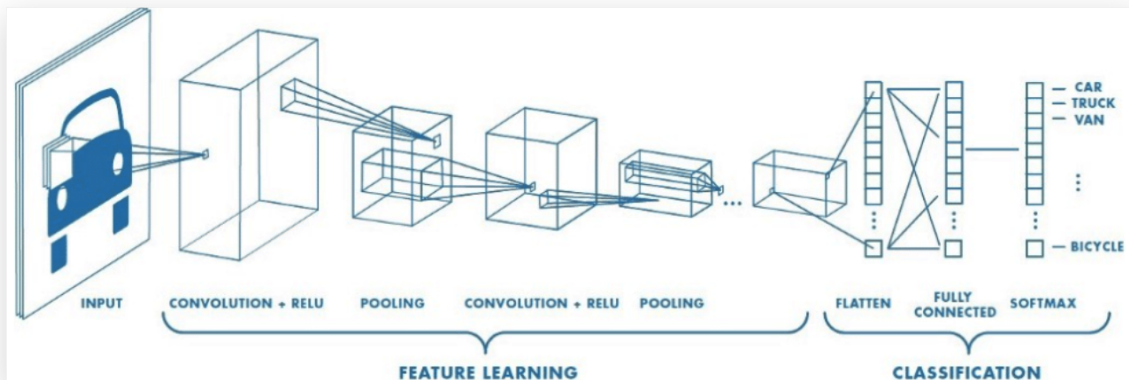 CAR
TRUCK
VAN
BICYCLE
INPUT
CONVOLUTION + RELU
POOLING
CONVOLUTION + RELU
POOLING
FLATTEN
FULLY
CONNECTED
SOFTMAX
FEATURE LEARNING
CLASSIFICATION